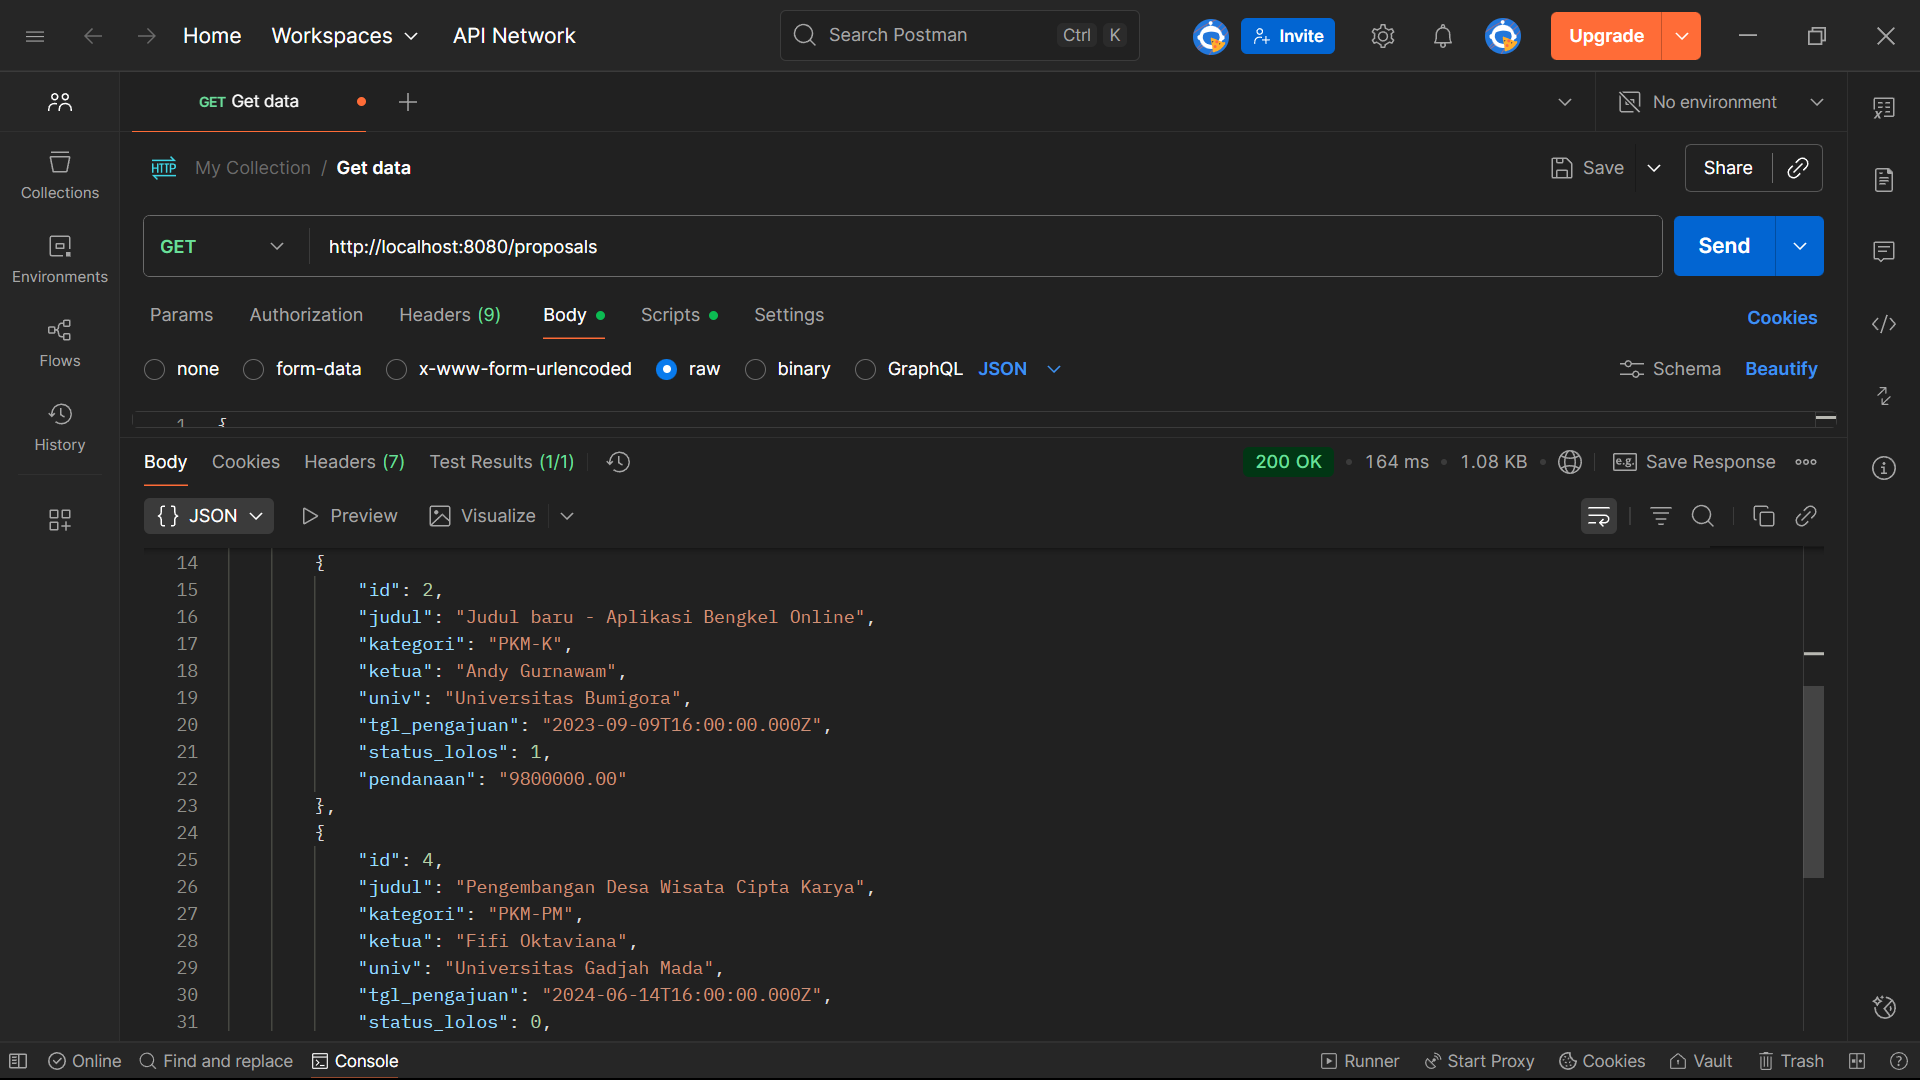 Home Workspaces API Network Search Postman Ctrl K Invite Upgrade
GET Get data No environment
HTTP My Collection / Get data Save Share
Collections
GET http://localhost:8080/proposals Send
Environments
Params Authorization Headers (9) Body Scripts Settings Cookies
Flows
none form-data x-www-form-urlencoded raw binary GraphQL JSON Schema Beautify
1 {
History
Body Cookies Headers (7) Test Results (1/1) 200 OK 164 ms 1.08 KB e.g. Save Response
{} JSON Preview Visualize
14 {
15 "id": 2,
16 "judul": "Judul baru - Aplikasi Bengkel Online",
17 "kategori": "PKM-K",
18 "ketua": "Andy Gurnawam",
19 "univ": "Universitas Bumigora",
20 "tgl_pengajuan": "2023-09-09T16:00:00.000Z",
21 "status_lolos": 1,
22 "pendanaan": "9800000.00"
23 },
24 {
25 "id": 4,
26 "judul": "Pengembangan Desa Wisata Cipta Karya",
27 "kategori": "PKM-PM",
28 "ketua": "Fifi Oktaviana",
29 "univ": "Universitas Gadjah Mada",
30 "tgl_pengajuan": "2024-06-14T16:00:00.000Z",
31 "status_lolos": 0,
Online Find and replace Console Runner Start Proxy Cookies Vault Trash